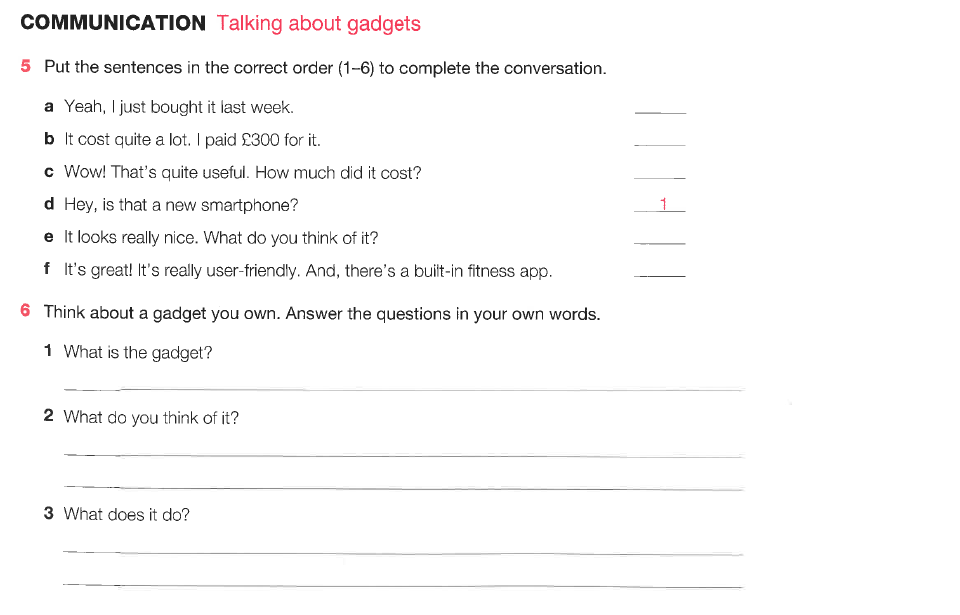 COMMUNICATION Talking about gadgets
5 Put the sentences in the correct order (1–6) to complete the conversation.
a Yeah, I just bought it last week.
b It cost quite a lot. I paid £300 for it.
c Wow! That's quite useful. How much did it cost?
d Hey, is that a new smartphone? 1
e It looks really nice. What do you think of it?
f It's great! It's really user-friendly. And, there's a built-in fitness app.
6 Think about a gadget you own. Answer the questions in your own words.
1 What is the gadget?
2 What do you think of it?
3 What does it do?